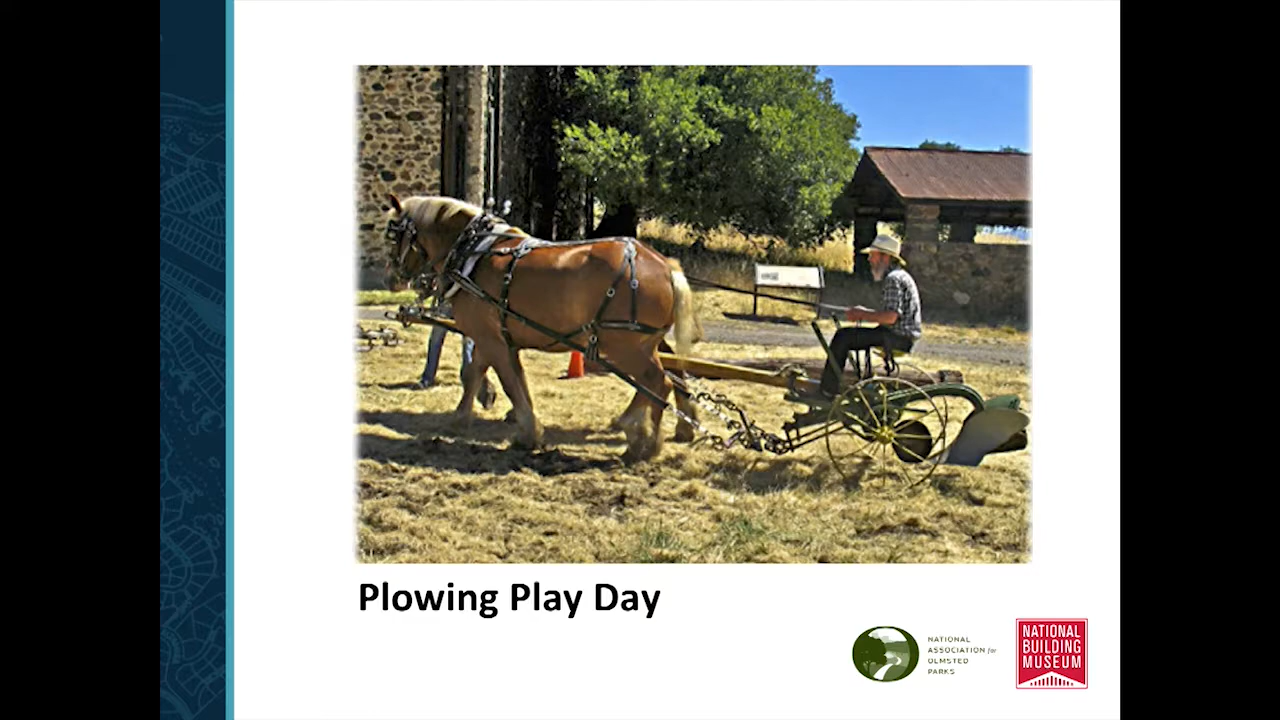 Plowing Play Day
NATIONAL
ASSOCIATION for
OLMSTED
PARKS
NATIONAL
BUILDING
MUSEUM